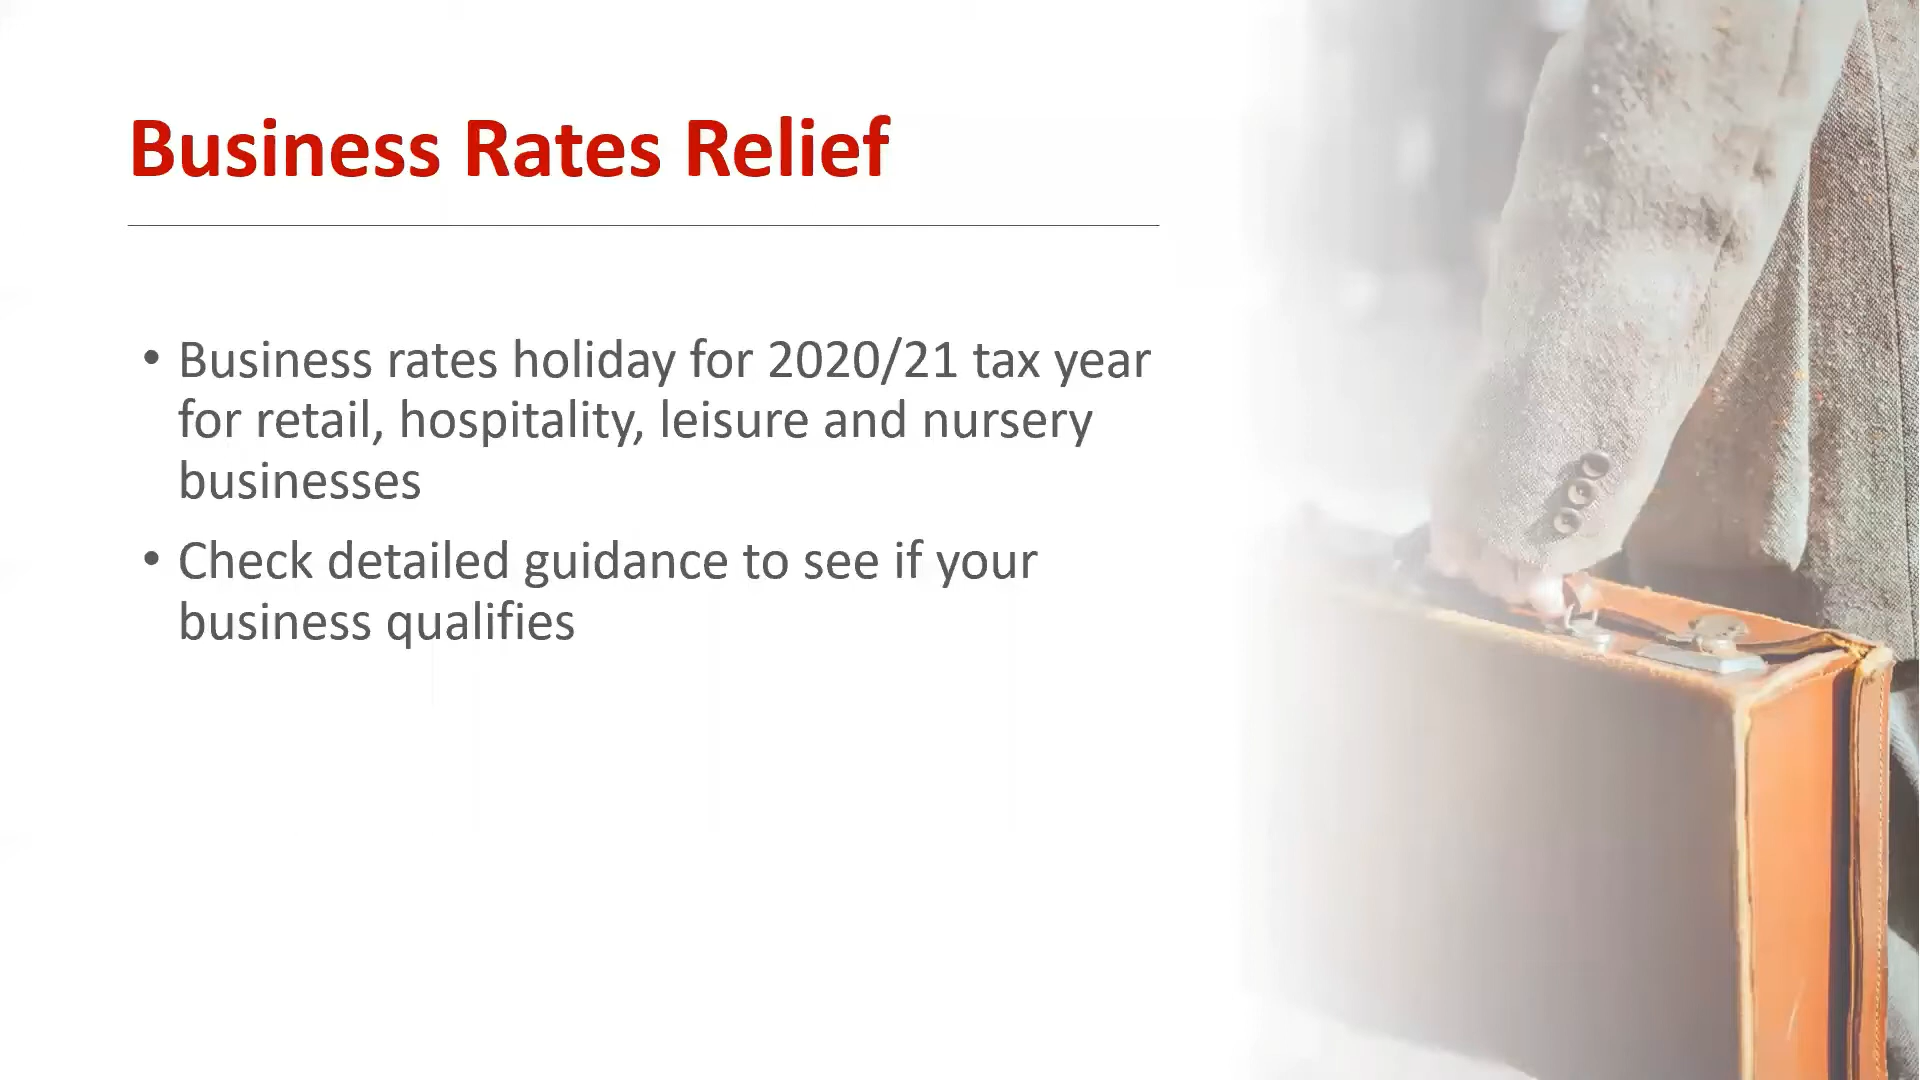 Business Rates Relief
• Business rates holiday for 2020/21 tax year
for retail, hospitality, leisure and nursery
businesses
• Check detailed guidance to see if your
business qualifies